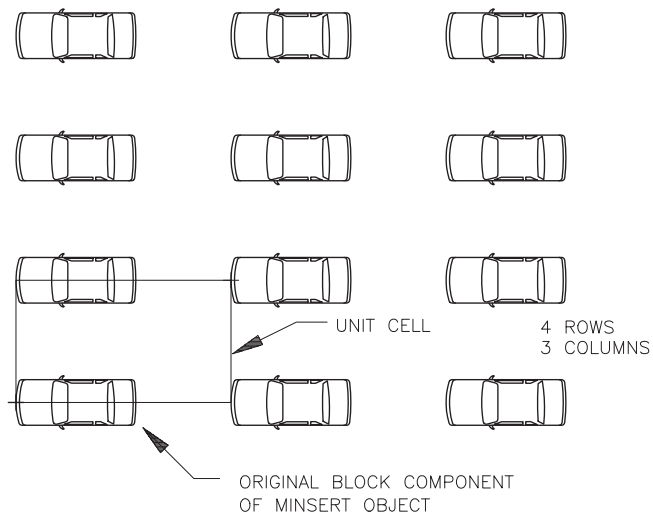 UNIT CELL
4 ROWS
3 COLUMNS
ORIGINAL BLOCK COMPONENT
OF MINSERT OBJECT